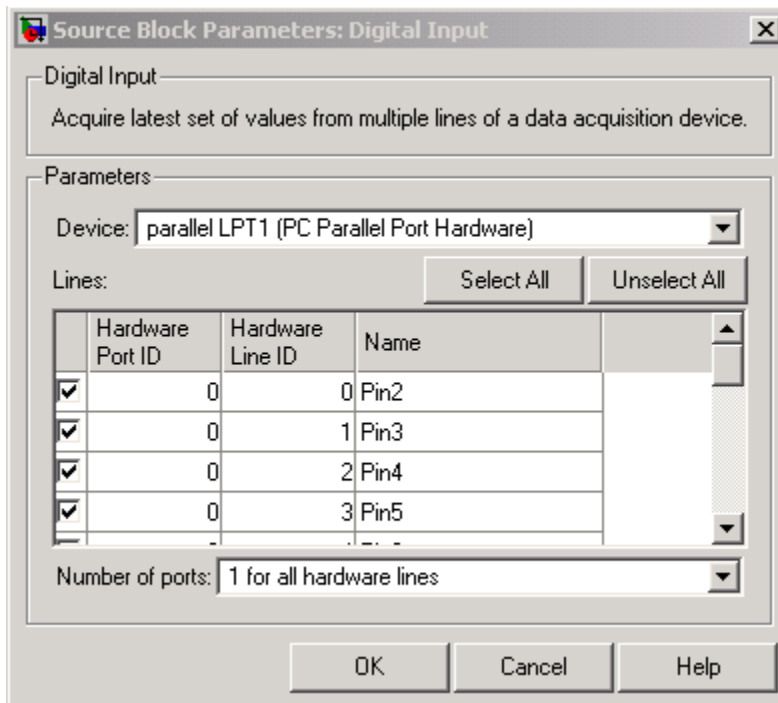 Source Block Parameters: Digital Input
Digital Input
Acquire latest set of values from multiple lines of a data acquisition device.
Parameters
Device: parallel LPT1 (PC Parallel Port Hardware)
Lines: Select All Unselect All
Hardware Port ID Hardware Line ID Name
0 0 Pin2
0 1 Pin3
0 2 Pin4
0 3 Pin5
Number of ports: 1 for all hardware lines
OK Cancel Help